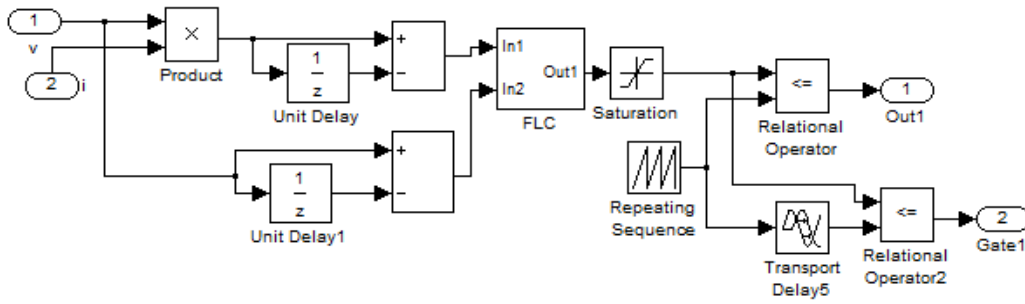 1
v
2
i
×
Product
1
z
Unit Delay
+
−
1
z
Unit Delay1
+
−
In1
In2
Out1
FLC
Saturation
Repeating
Sequence
<=
Relational
Operator
1
Out1
Transport
Delay5
<=
Relational
Operator2
2
Gate1